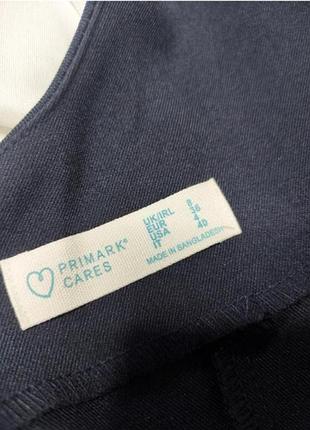 PRIMARK®
CARES
UK/IRL 8
EUR 36
USA 4
IT 40
MADE IN BANGLADESH